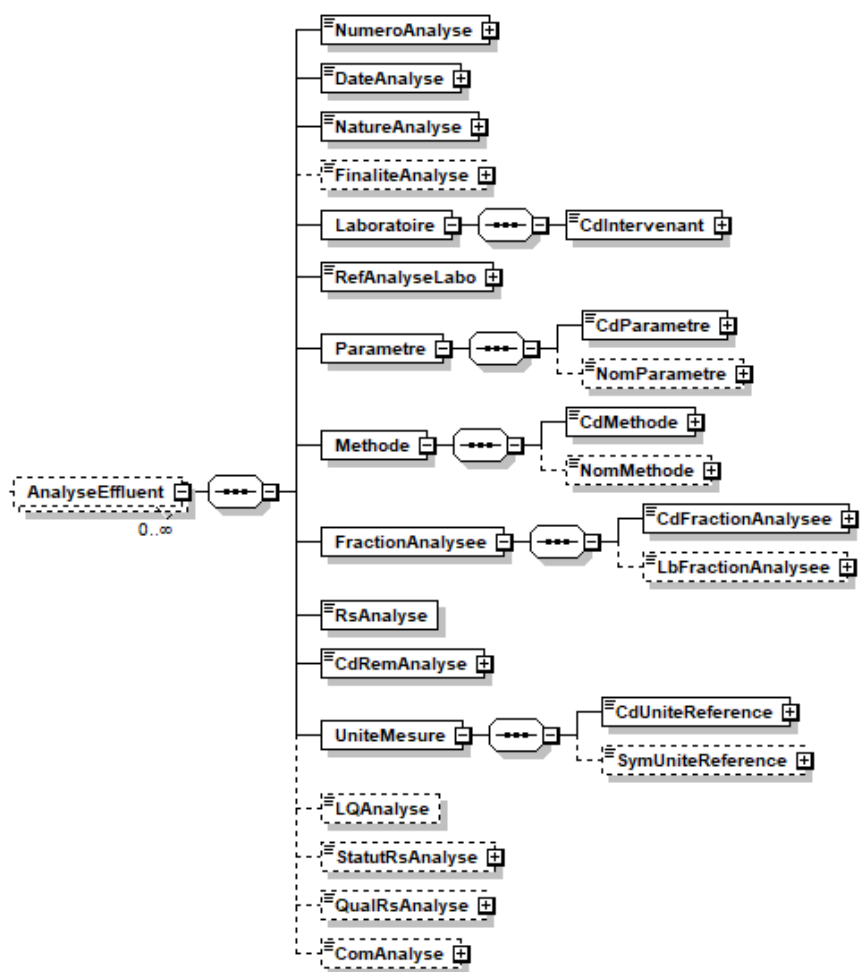 NumeroAnalyse
DateAnalyse
NatureAnalyse
FinaliteAnalyse
Laboratoire
CdIntervenant
RefAnalyseLabo
Parametre
CdParametre
NomParametre
Methode
CdMethode
NomMethode
AnalyseEffluent
0..∞
FractionAnalysee
CdFractionAnalysee
LbFractionAnalysee
RsAnalyse
CdRemAnalyse
UniteMesure
CdUniteReference
SymUniteReference
LQAnalyse
StatutRsAnalyse
QualRsAnalyse
ComAnalyse